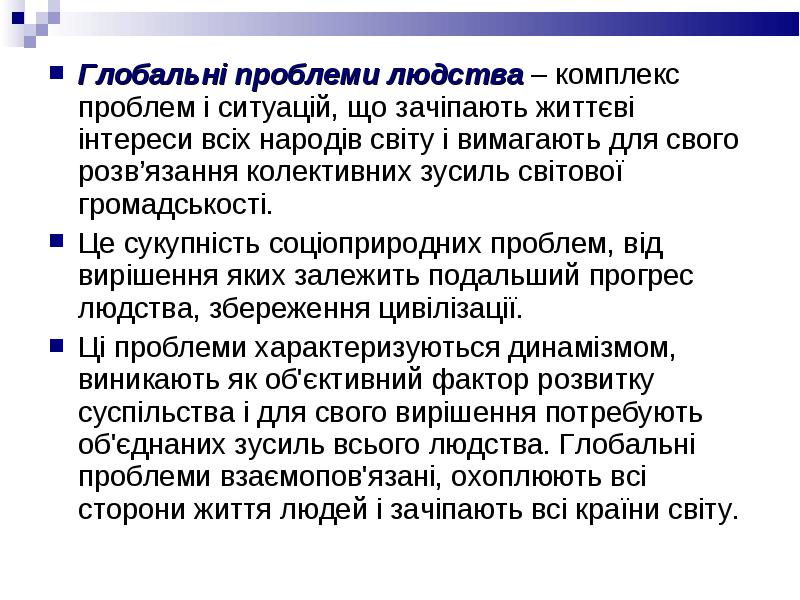 Глобальні проблеми людства – комплекс
проблем і ситуацій, що зачіпають життєві
інтереси всіх народів світу і вимагають для свого
розв’язання колективних зусиль світової
громадськості.
Це сукупність соціоприродних проблем, від
вирішення яких залежить подальший прогрес
людства, збереження цивілізації.
Ці проблеми характеризуються динамізмом,
виникають як об'єктивний фактор розвитку
суспільства і для свого вирішення потребують
об'єднаних зусиль всього людства. Глобальні
проблеми взаємопов'язані, охоплюють всі
сторони життя людей і зачіпають всі країни світу.